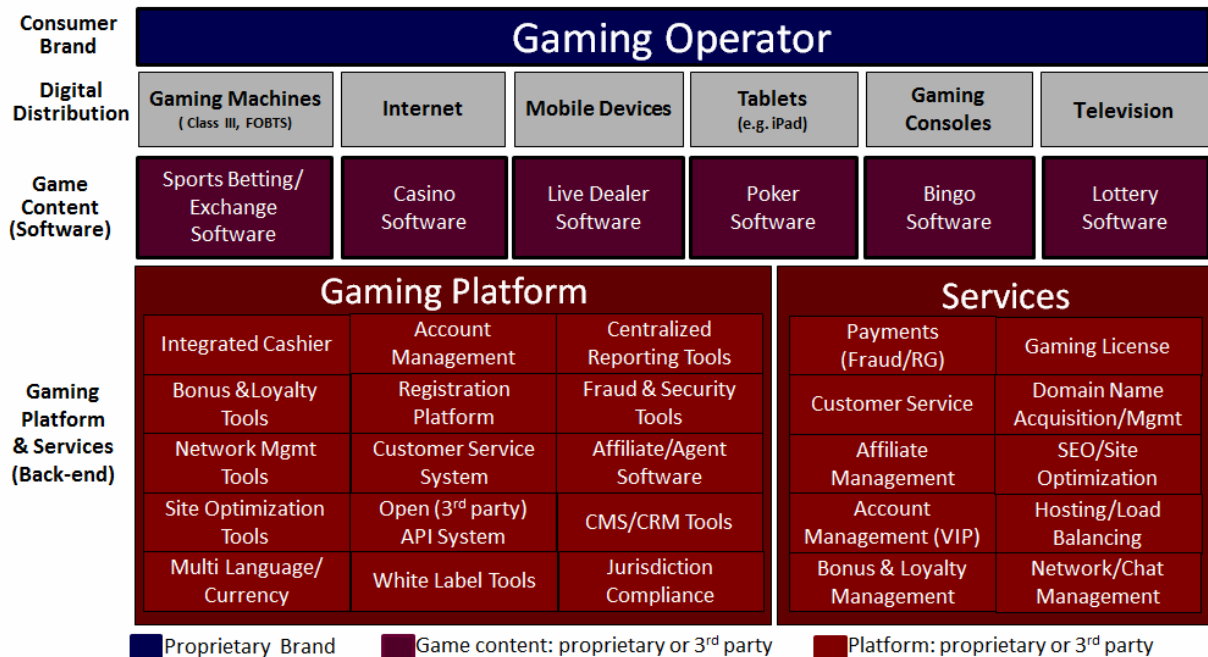 Consumer
Brand
Gaming Operator
Digital
Distribution
Gaming Machines
( Class III, FOBTS)
Internet
Mobile Devices
Tablets
(e.g. iPad)
Gaming
Consoles
Television
Game
Content
(Software)
Sports Betting/
Exchange
Software
Casino
Software
Live Dealer
Software
Poker
Software
Bingo
Software
Lottery
Software
Gaming
Platform
& Services
(Back-end)
Gaming Platform
Integrated Cashier
Account
Management
Centralized
Reporting Tools
Bonus &Loyalty
Tools
Registration
Platform
Fraud & Security
Tools
Network Mgmt
Tools
Customer Service
System
Affiliate/Agent
Software
Site Optimization
Tools
Open (3rd party)
API System
CMS/CRM Tools
Multi Language/
Currency
White Label Tools
Jurisdiction
Compliance
Services
Payments
(Fraud/RG)
Gaming License
Customer Service
Domain Name
Acquisition/Mgmt
Affiliate
Management
SEO/Site
Optimization
Account
Management (VIP)
Hosting/Load
Balancing
Bonus & Loyalty
Management
Network/Chat
Management
Proprietary Brand
Game content: proprietary or 3rd party
Platform: proprietary or 3rd party